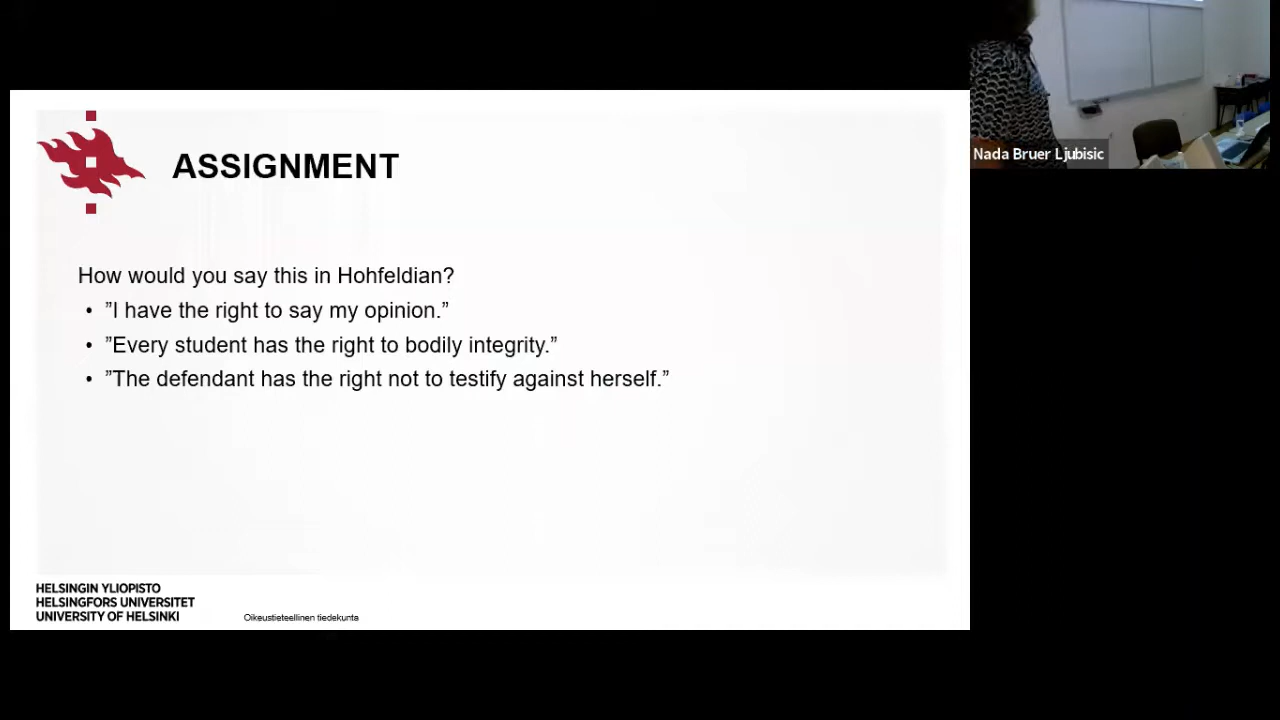 ASSIGNMENT
How would you say this in Hohfeldian?
• ”I have the right to say my opinion.”
• ”Every student has the right to bodily integrity.”
• ”The defendant has the right not to testify against herself.”
HELSINGIN YLIOPISTO
HELSINGFORS UNIVERSITET
UNIVERSITY OF HELSINKI
Oikeustieteellinen tiedekunta
Nada Bruer Ljubisic